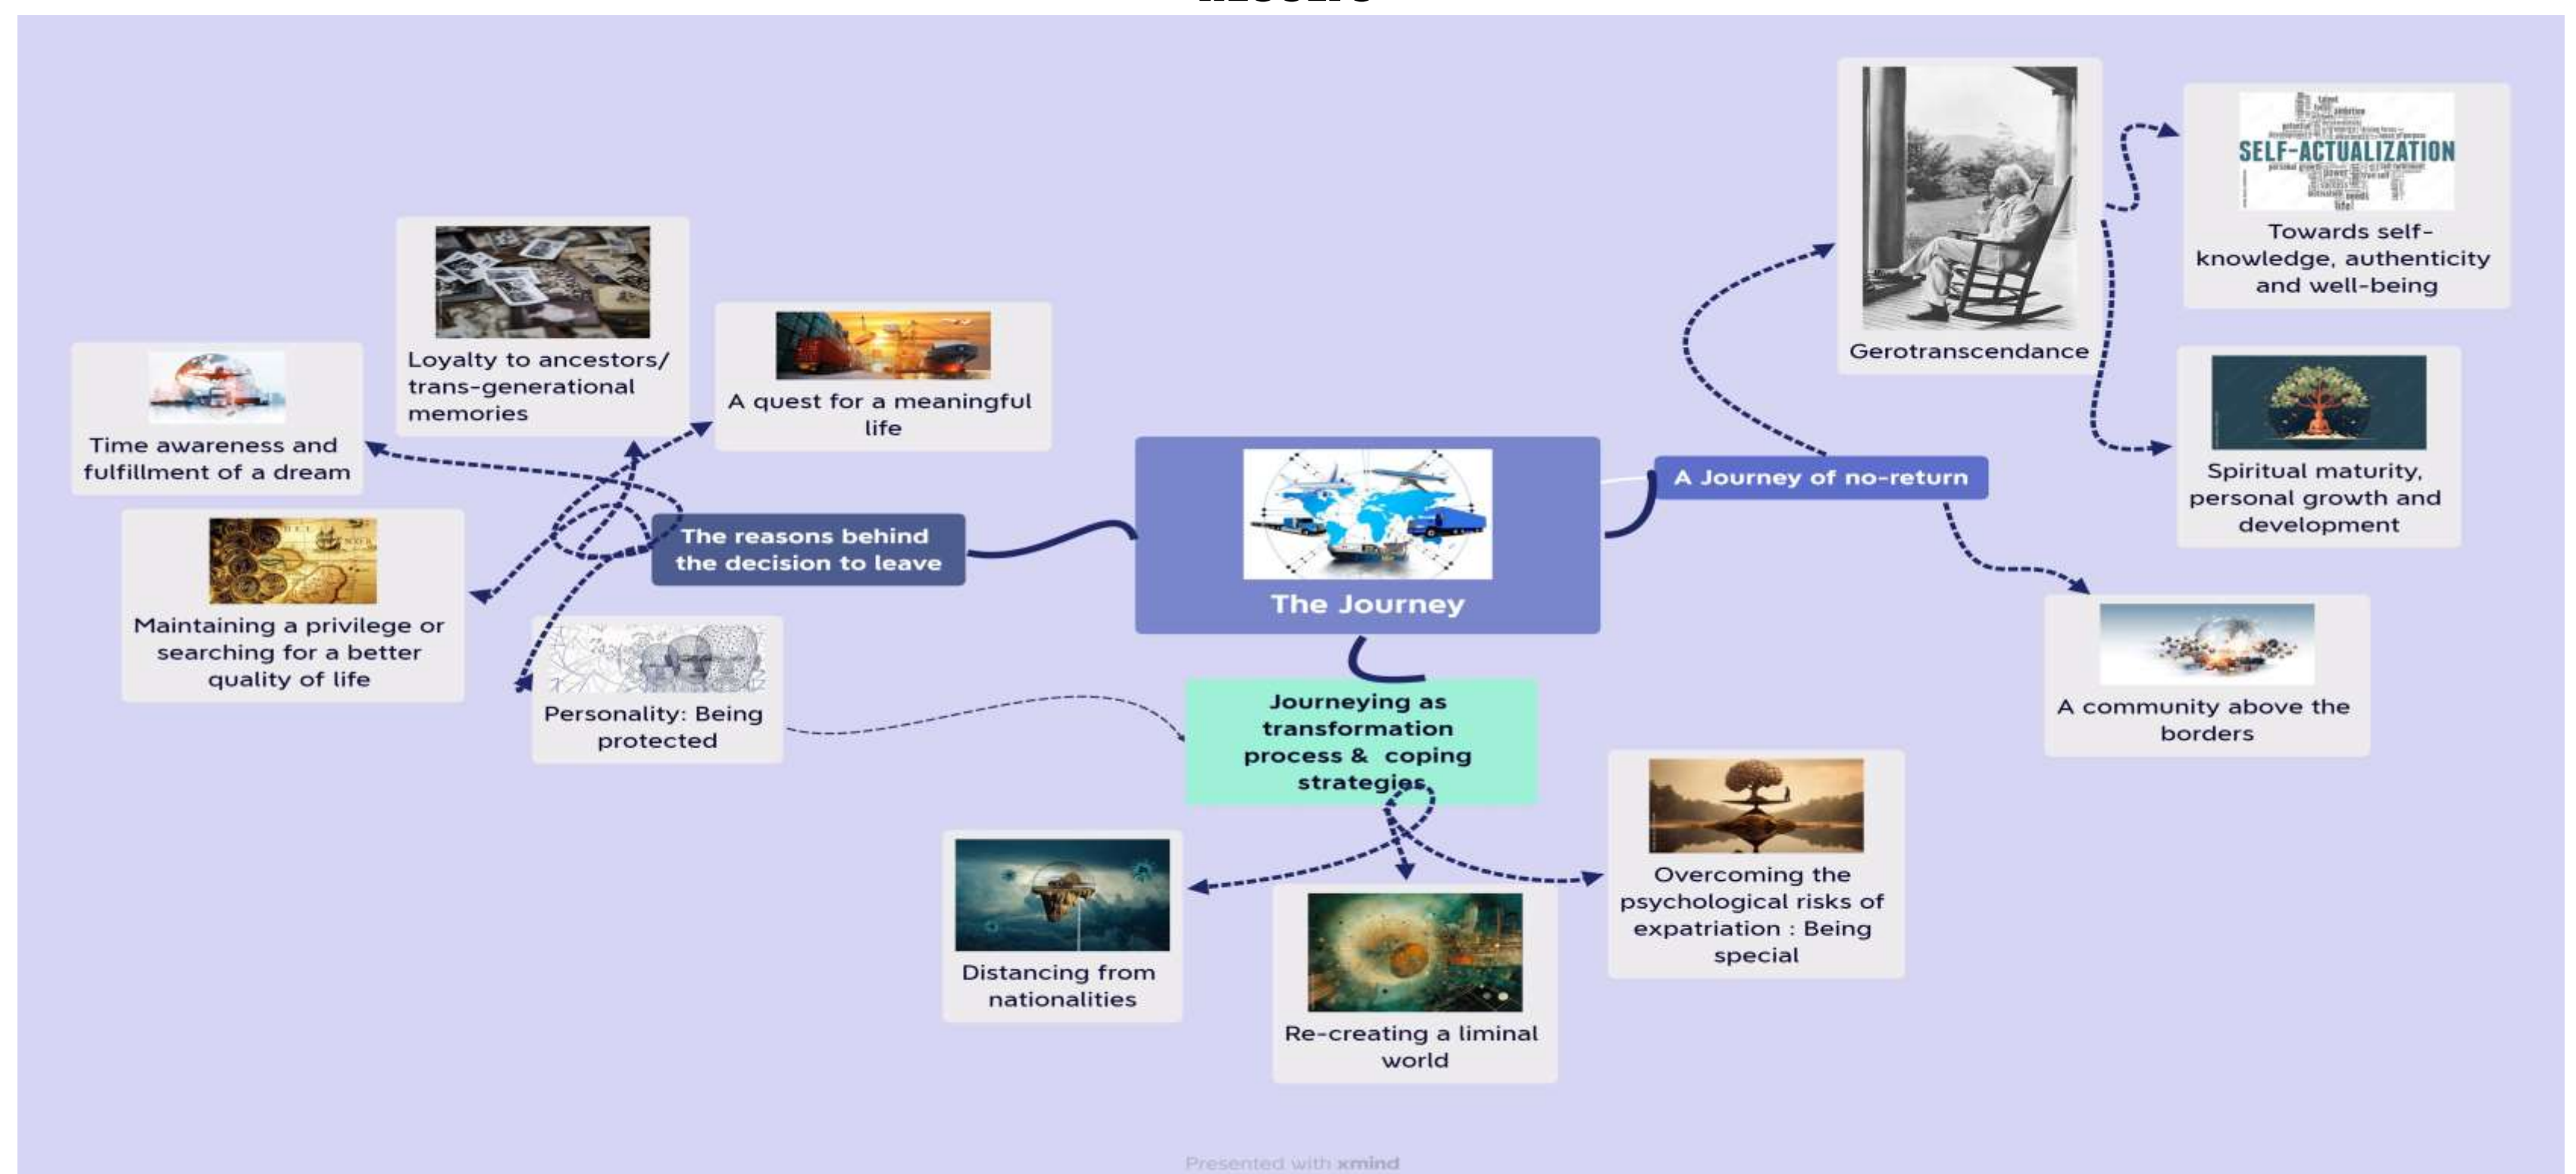 Loyalty to ancestors/
trans-generational
memories
A quest for a meaningful
life
Time awareness and
fulfillment of a dream
Maintaining a privilege or
searching for a better
quality of life
Personality: Being
protected
The reasons behind
the decision to leave
The Journey
A Journey of no-return
Gerotranscendance
SELF-ACTUALIZATION
Towards self-
knowledge, authenticity
and well-being
Spiritual maturity,
personal growth and
development
A community above the
borders
Journeying as
transformation
process & coping
strategies
Distancing from
nationalities
Re-creating a liminal
world
Overcoming the
psychological risks of
expatriation : Being
special
Presented with xmind